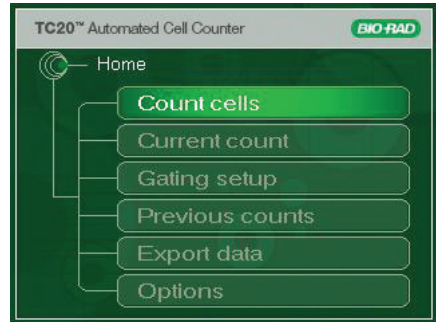 TC20™ Automated Cell Counter
BIO-RAD
Home
Count cells
Current count
Gating setup
Previous counts
Export data
Options